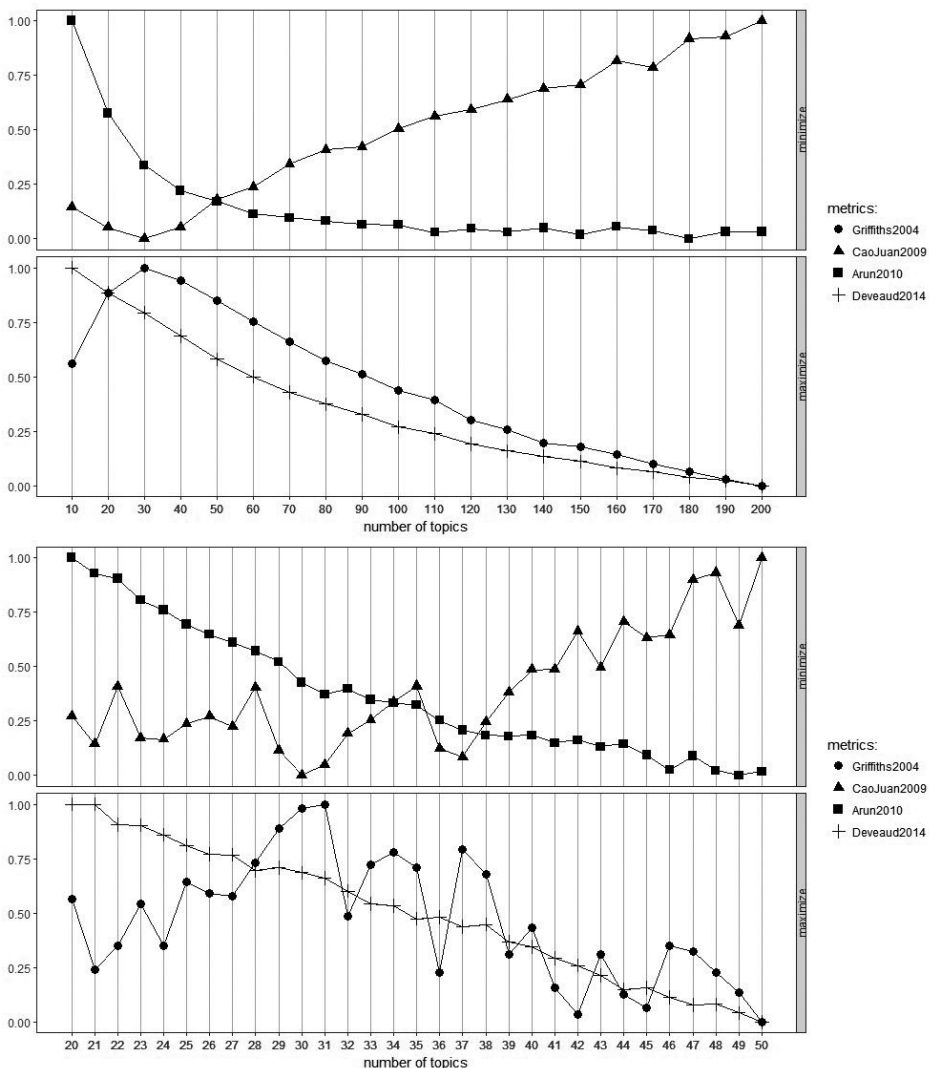 1.00
0.75
0.50
0.25
0.00
minimize
1.00
0.75
0.50
0.25
0.00
maximize
10 20 30 40 50 60 70 80 90 100 110 120 130 140 150 160 170 180 190 200
number of topics
metrics:
Griffiths2004
CaoJuan2009
Arun2010
Deveaud2014
1.00
0.75
0.50
0.25
0.00
minimize
1.00
0.75
0.50
0.25
0.00
maximize
20 21 22 23 24 25 26 27 28 29 30 31 32 33 34 35 36 37 38 39 40 41 42 43 44 45 46 47 48 49 50
number of topics
metrics:
Griffiths2004
CaoJuan2009
Arun2010
Deveaud2014